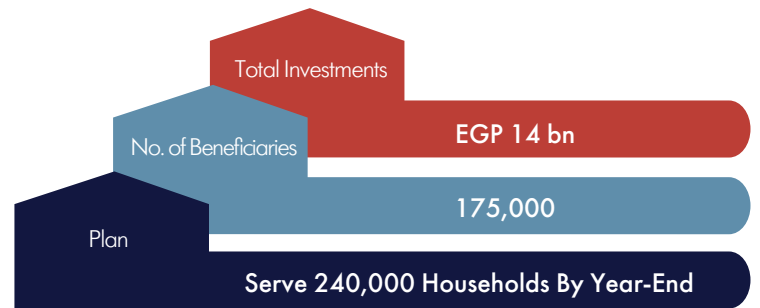 Total Investments
EGP 14 bn
No. of Beneficiaries
175,000
Plan
Serve 240,000 Households By Year-End